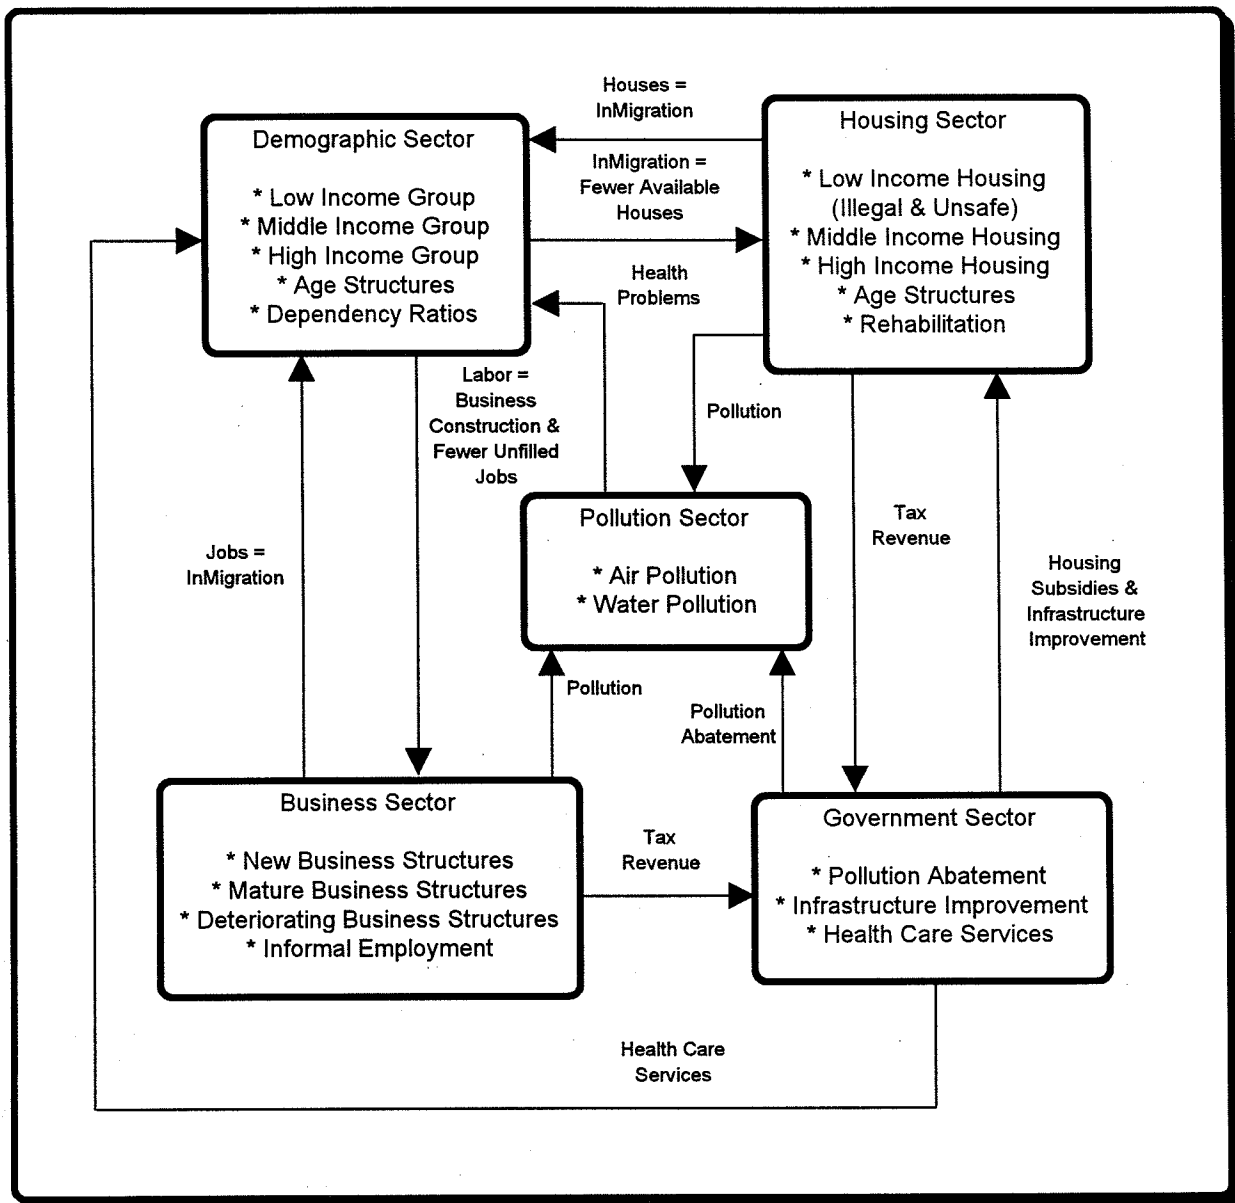 Houses =
InMigration
Demographic Sector
* Low Income Group
* Middle Income Group
* High Income Group
* Age Structures
* Dependency Ratios
InMigration =
Fewer Available
Houses
Housing Sector
* Low Income Housing
(Illegal & Unsafe)
* Middle Income Housing
* High Income Housing
* Age Structures
* Rehabilitation
Health
Problems
Labor =
Business
Construction &
Fewer Unfilled
Jobs
Pollution
Pollution Sector
* Air Pollution
* Water Pollution
Tax
Revenue
Jobs =
InMigration
Housing
Subsidies &
Infrastructure
Improvement
Pollution
Pollution
Abatement
Business Sector
* New Business Structures
* Mature Business Structures
* Deteriorating Business Structures
* Informal Employment
Tax
Revenue
Government Sector
* Pollution Abatement
* Infrastructure Improvement
* Health Care Services
Health Care
Services